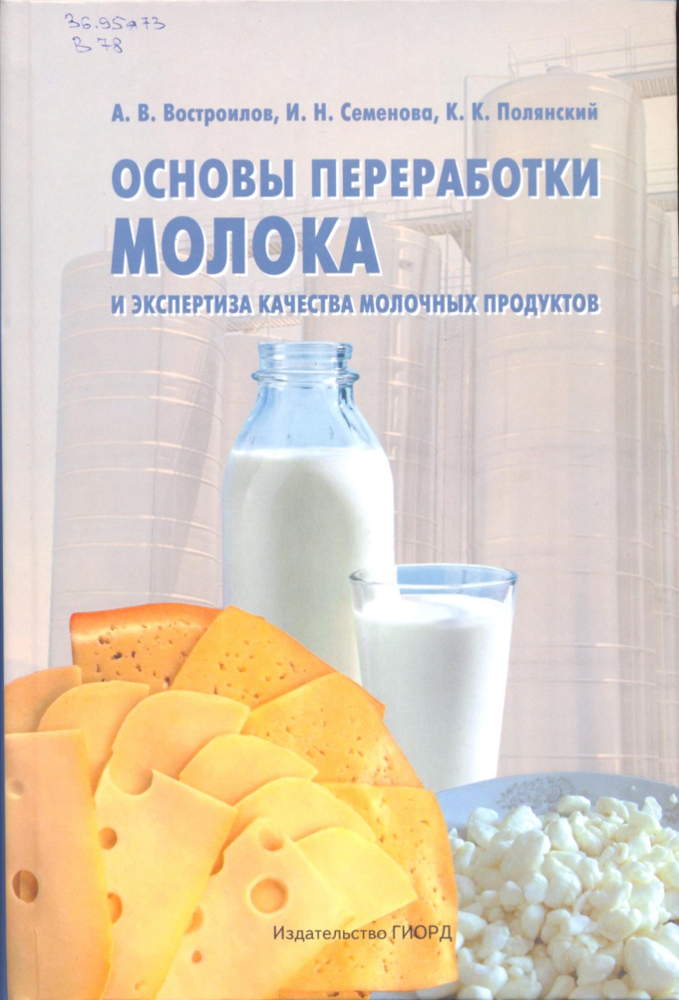 36.95я73
В 78
А. В. Востроилов, И. Н. Семенова, К. К. Полянский
ОСНОВЫ ПЕРЕРАБОТКИ
МОЛОКА
И ЭКСПЕРТИЗА КАЧЕСТВА МОЛОЧНЫХ ПРОДУКТОВ
Издательство ГИОРД